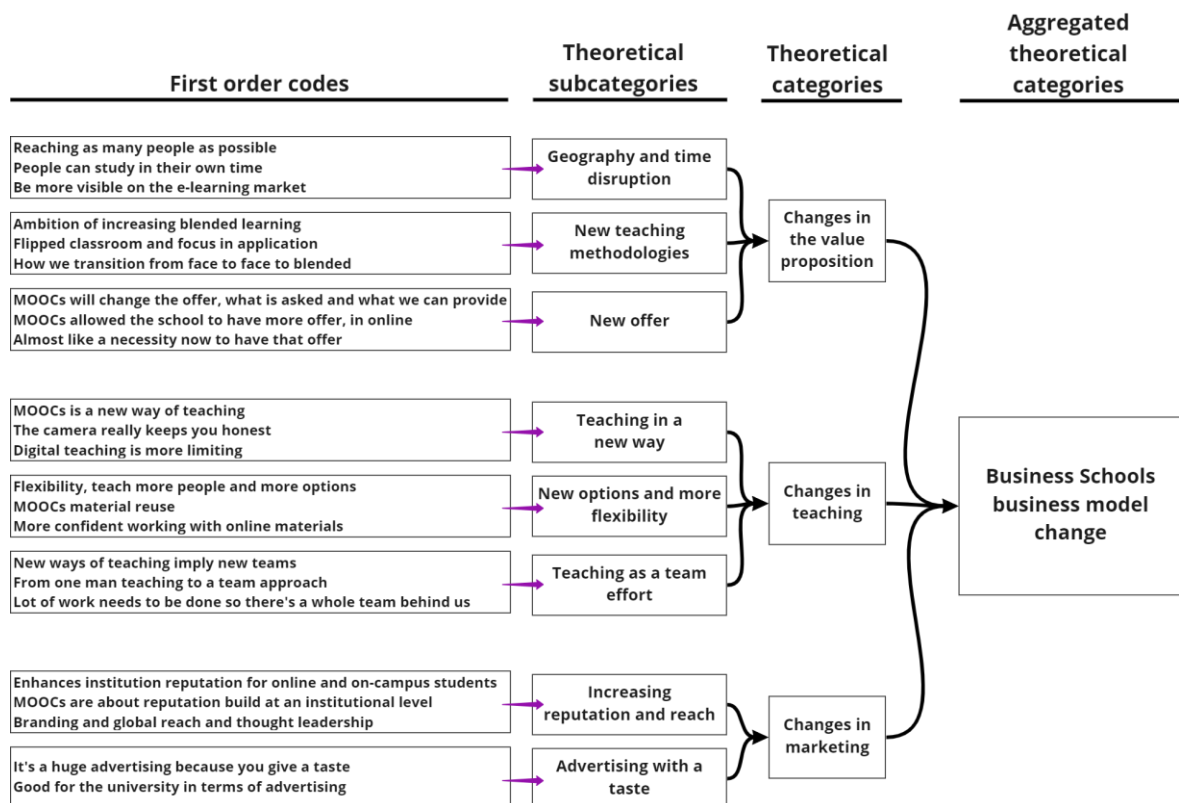 First order codes
Theoretical
subcategories
Theoretical
categories
Aggregated
theoretical
categories
Reaching as many people as possible
People can study in their own time
Be more visible on the e-learning market
Geography and time
disruption
Ambition of increasing blended learning
Flipped classroom and focus in application
How we transition from face to face to blended
New teaching
methodologies
MOOCs will change the offer, what is asked and what we can provide
MOOCs allowed the school to have more offer, in online
Almost like a necessity now to have that offer
New offer
Changes in
the value
proposition
MOOCs is a new way of teaching
The camera really keeps you honest
Digital teaching is more limiting
Teaching in a
new way
Flexibility, teach more people and more options
MOOCs material reuse
More confident working with online materials
New options and more
flexibility
New ways of teaching imply new teams
From one man teaching to a team approach
Lot of work needs to be done so there's a whole team behind us
Teaching as a team
effort
Changes in
teaching
Enhances institution reputation for online and on-campus students
MOOCs are about reputation build at an institutional level
Branding and global reach and thought leadership
Increasing
reputation and reach
It's a huge advertising because you give a taste
Good for the university in terms of advertising
Advertising with a
taste
Changes in
marketing
Business Schools
business model
change